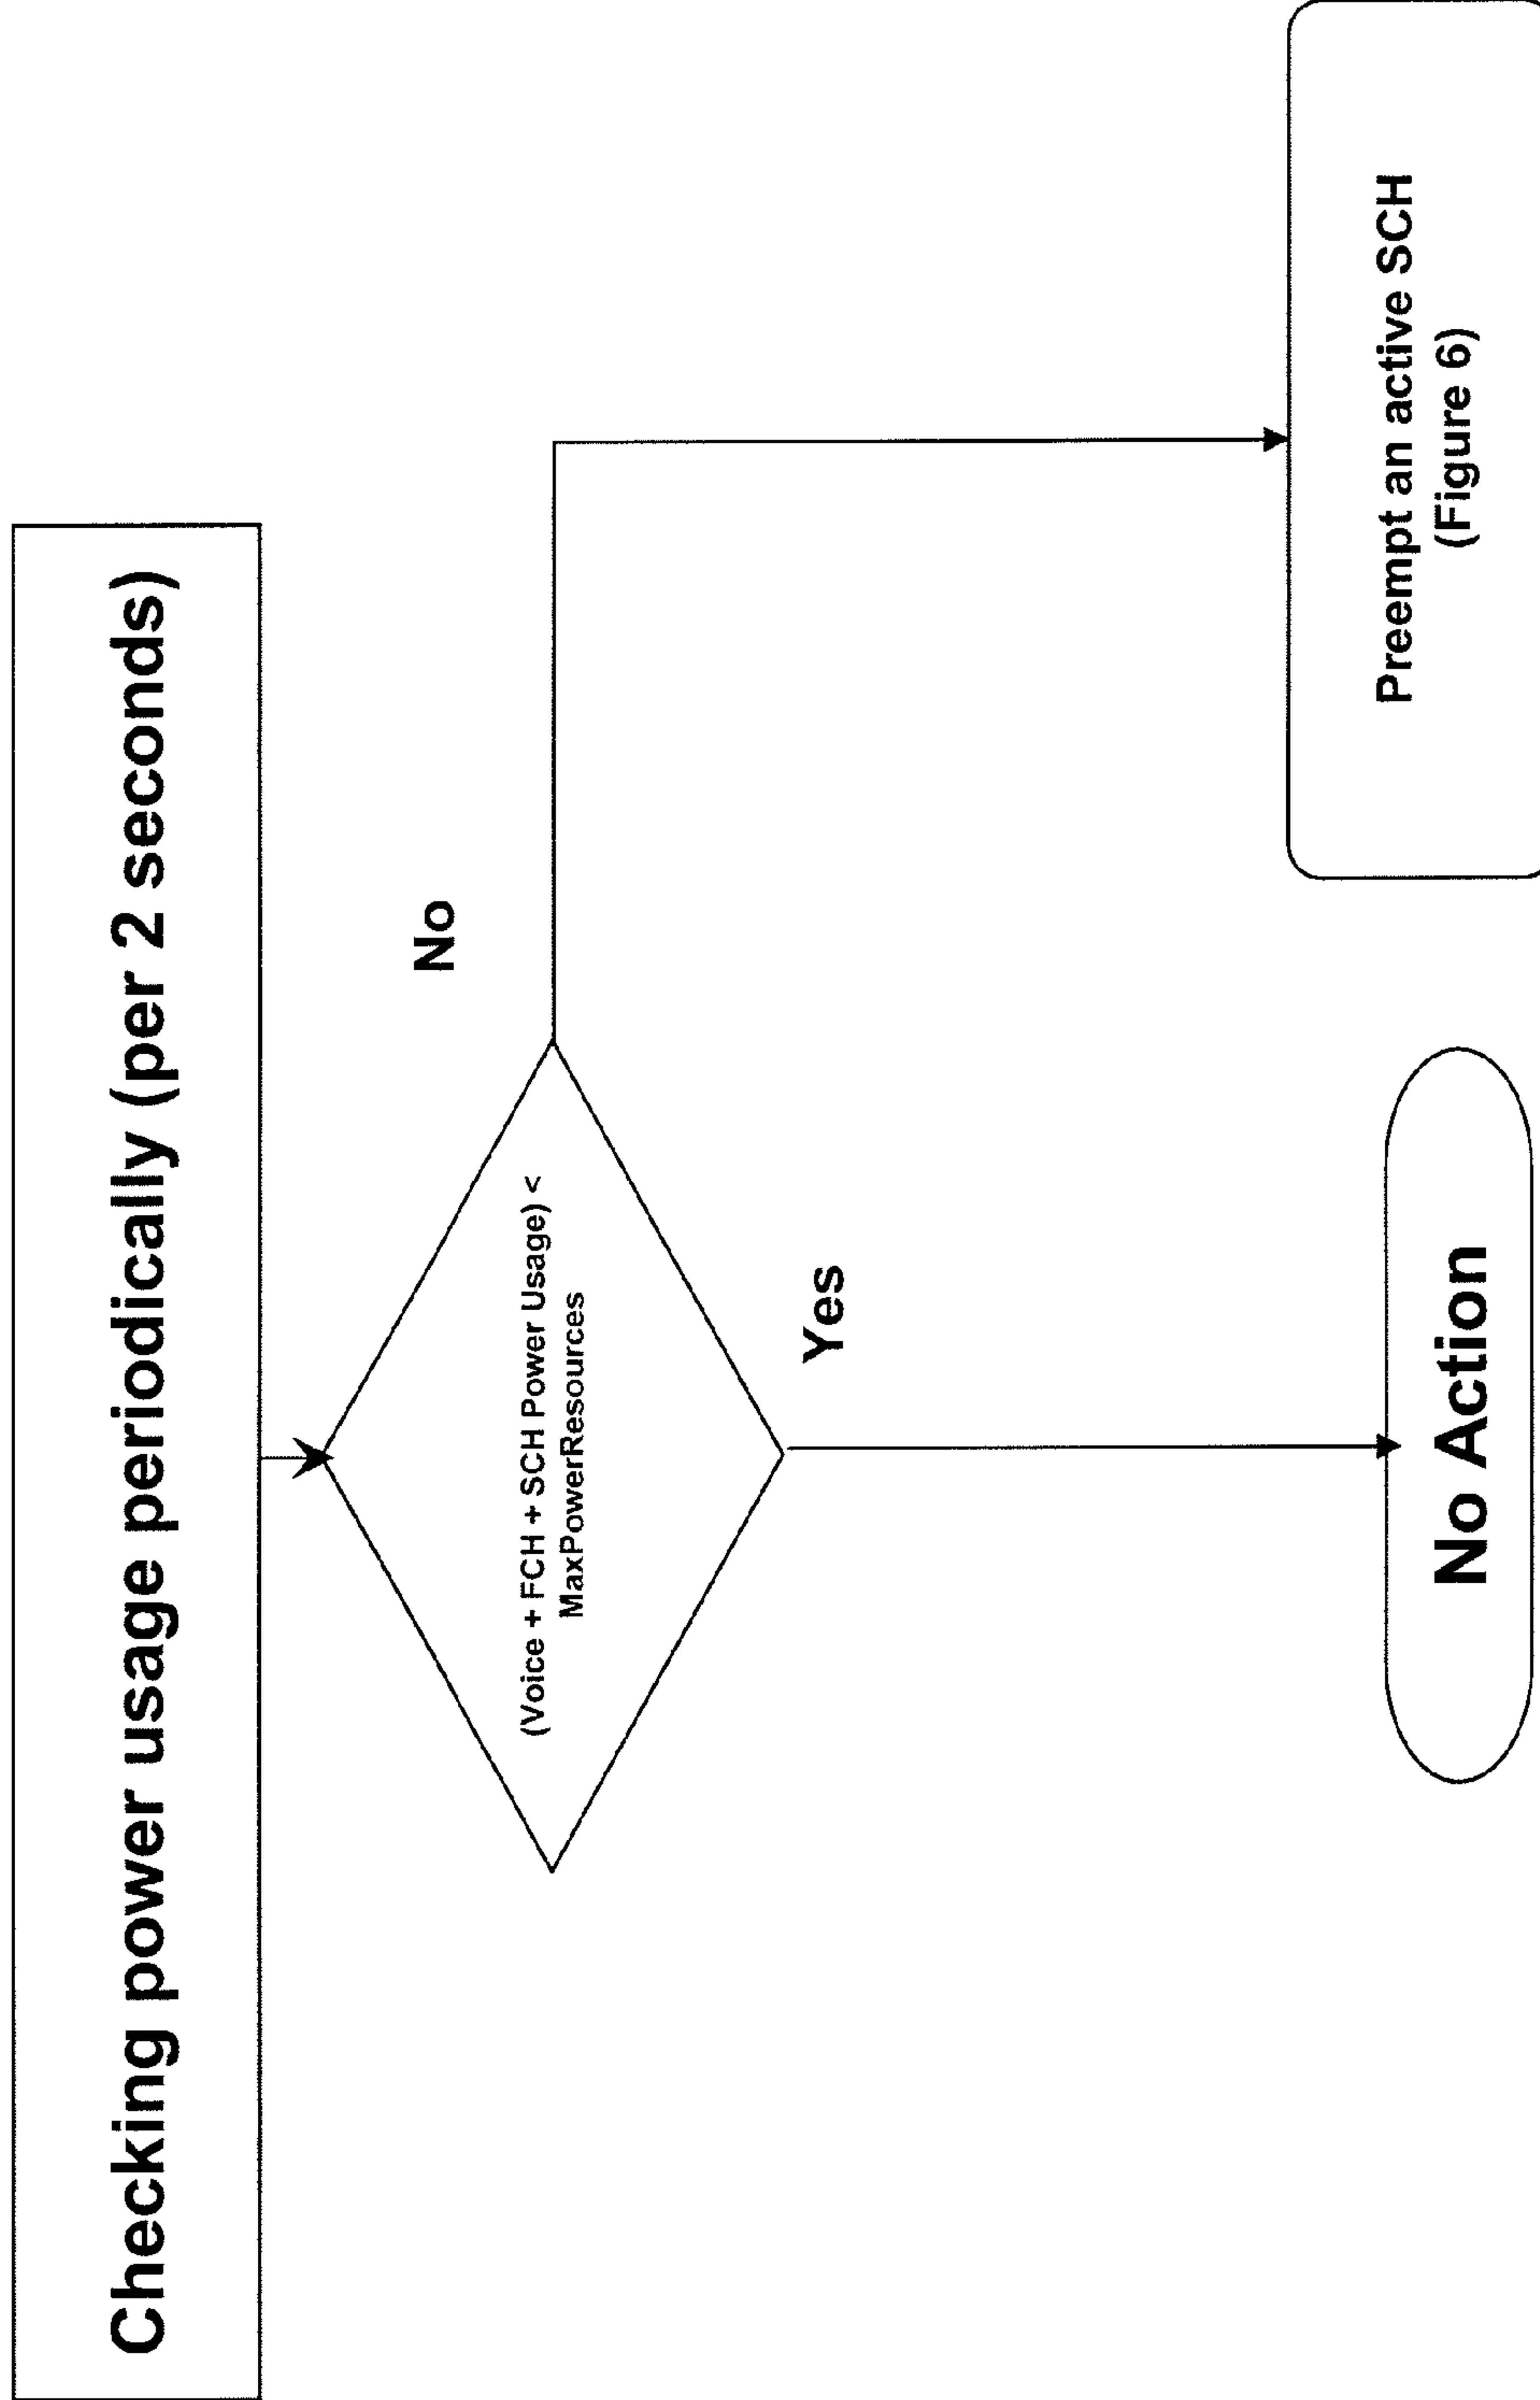 Checking power usage periodically (per 2 seconds)
No
(Voice + FCH + SCH Power Usage) <
MaxPowerResources
Yes
Preempt an active SCH
(Figure 6)
No Action